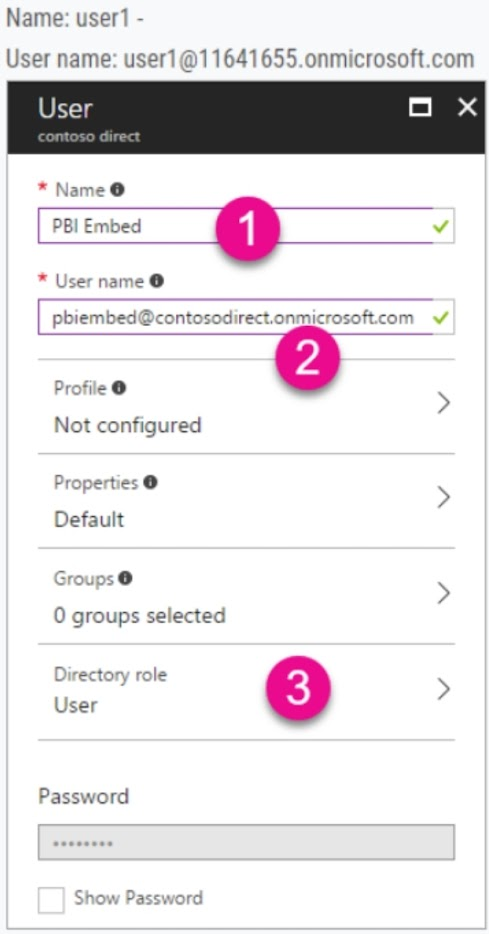 Name: user1 -
User name: user1@11641655.onmicrosoft.com
User
contoso direct
* Name
PBI Embed
1
* User name
pbiembed@contosodirect.onmicrosoft.com
2
Profile
Not configured
Properties
Default
Groups
0 groups selected
Directory role
User
3
Password
••••••••
Show Password